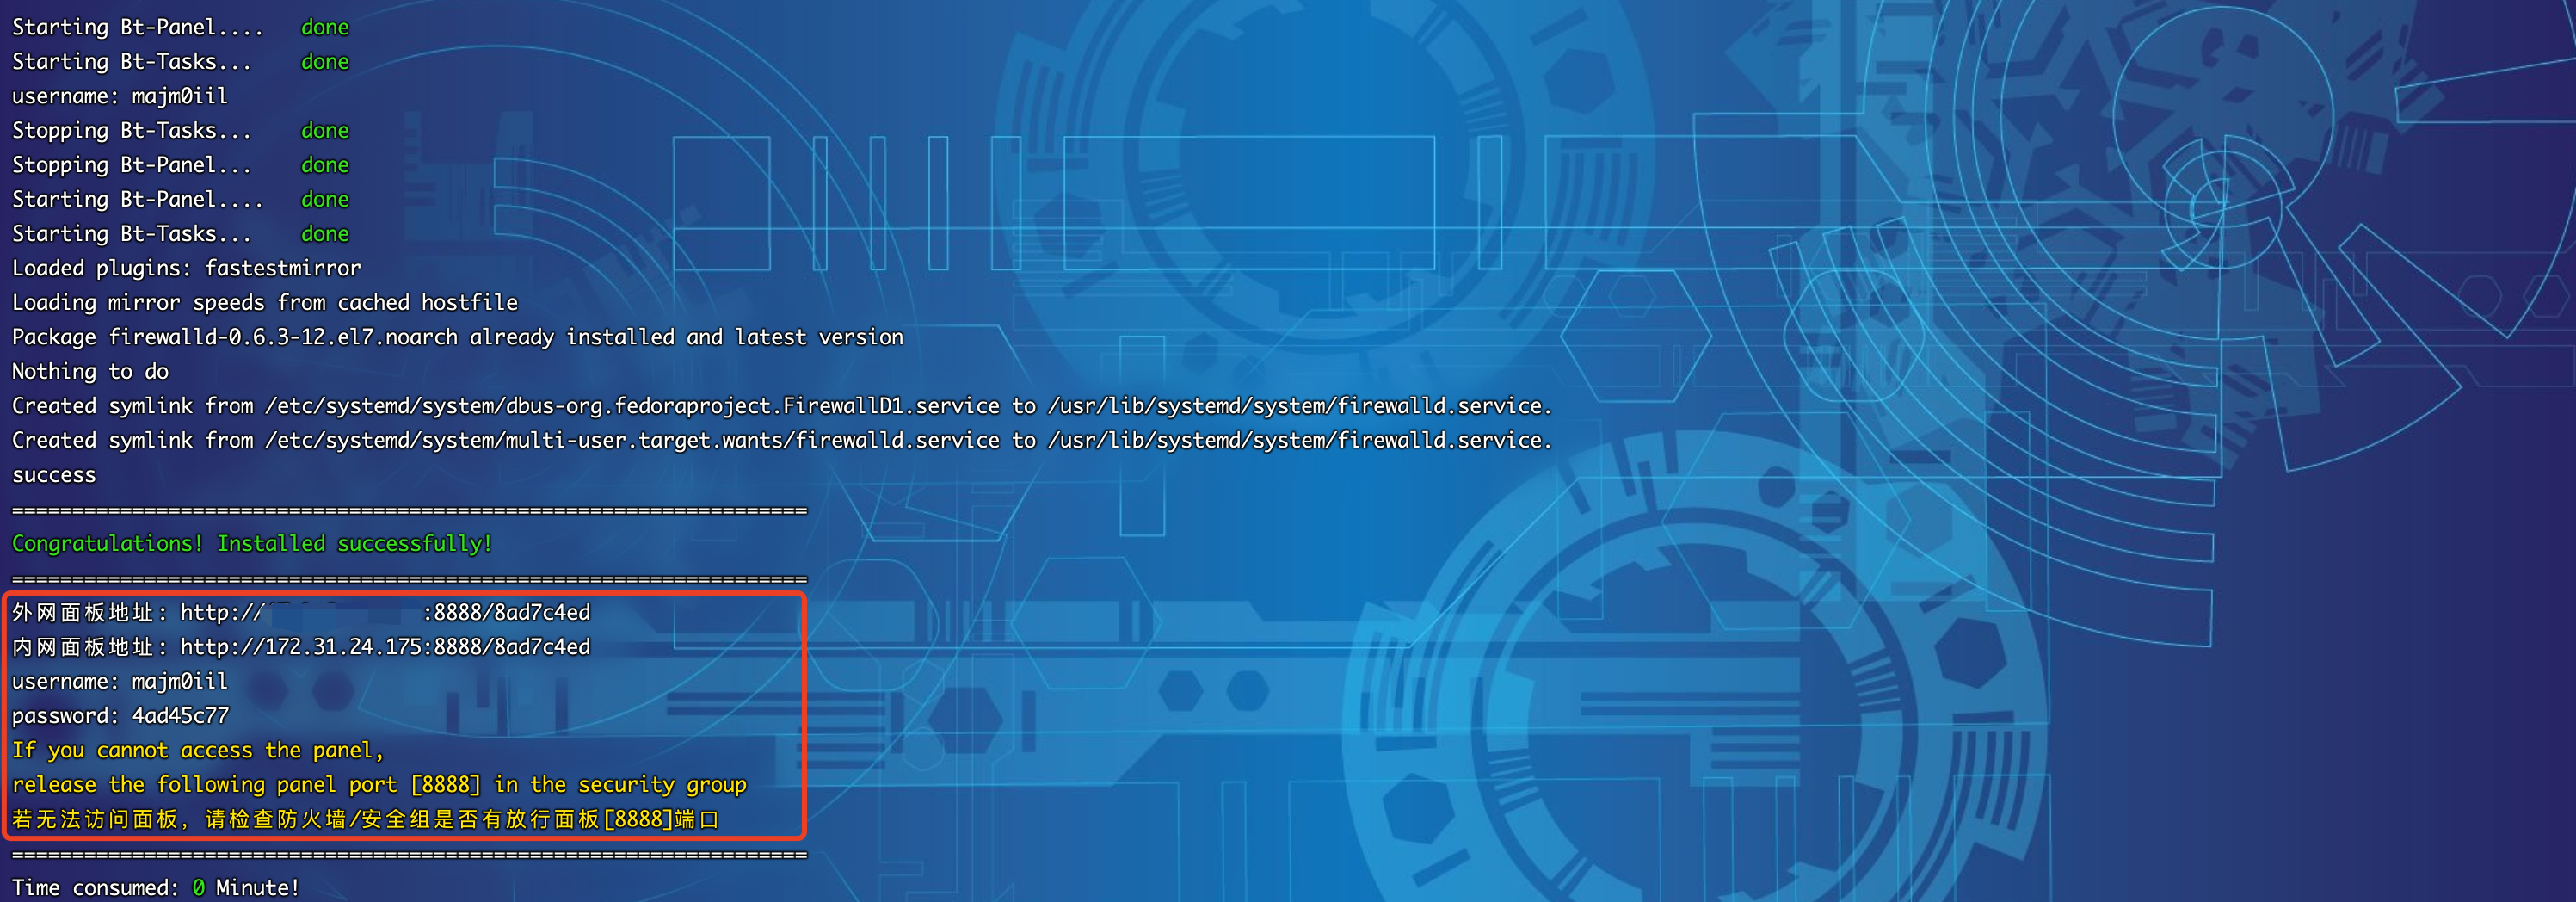 Starting Bt-Panel....   done
Starting Bt-Tasks...    done
username: majm0iil
Stopping Bt-Tasks...    done
Stopping Bt-Panel...    done
Starting Bt-Panel....   done
Starting Bt-Tasks...    done
Loaded plugins: fastestmirror
Loading mirror speeds from cached hostfile
Package firewalld-0.6.3-12.el7.noarch already installed and latest version
Nothing to do
Created symlink from /etc/systemd/system/dbus-org.fedoraproject.FirewallD1.service to /usr/lib/systemd/system/firewalld.service.
Created symlink from /etc/systemd/system/multi-user.target.wants/firewalld.service to /usr/lib/systemd/system/firewalld.service.
success
==================================================================
Congratulations! Installed successfully!
==================================================================
外网面板地址: http:// :8888/8ad7c4ed
内网面板地址: http://172.31.24.175:8888/8ad7c4ed
username: majm0iil
password: 4ad45c77
If you cannot access the panel,
release the following panel port [8888] in the security group
若无法访问面板，请检查防火墙/安全组是否有放行面板[8888]端口
==================================================================
Time consumed: 0 Minute!